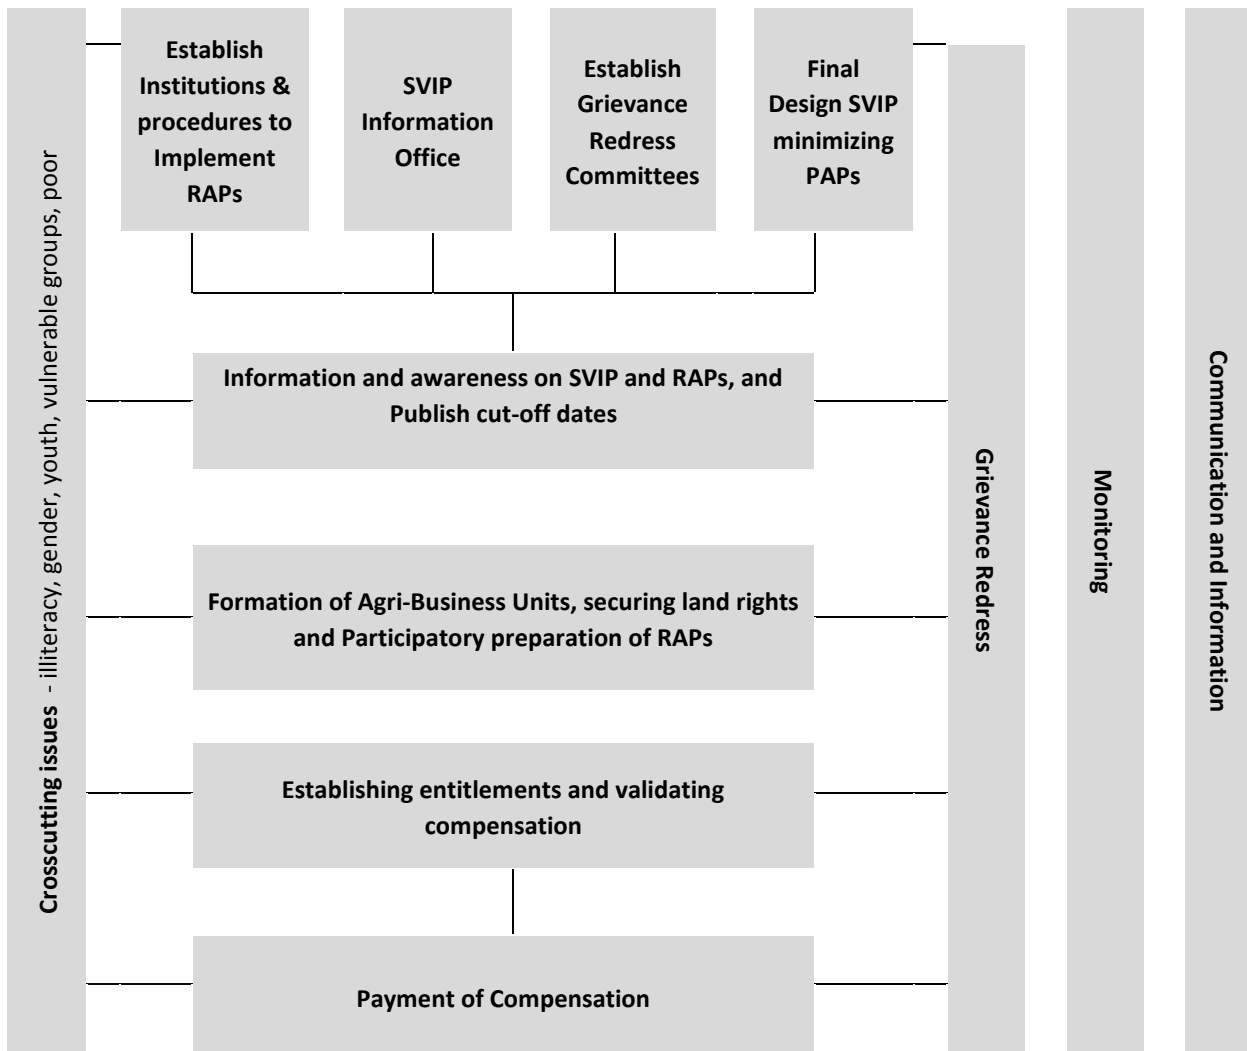 Crosscutting issues - illiteracy, gender, youth, vulnerable groups, poor
Establish
Institutions &
procedures to
Implement
RAPs
SVIP
Information
Office
Establish
Grievance
Redress
Committees
Final
Design SVIP
minimizing
PAPs
Information and awareness on SVIP and RAPs, and
Publish cut-off dates
Formation of Agri-Business Units, securing land rights
and Participatory preparation of RAPs
Establishing entitlements and validating
compensation
Payment of Compensation
Grievance Redress
Monitoring
Communication and Information